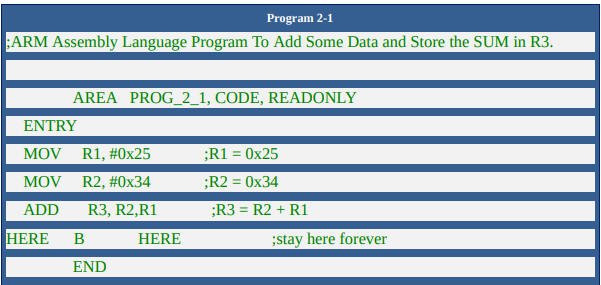 Program 2-1
;ARM Assembly Language Program To Add Some Data and Store the SUM in R3.
AREA PROG_2_1, CODE, READONLY
ENTRY
MOV R1, #0x25 ;R1 = 0x25
MOV R2, #0x34 ;R2 = 0x34
ADD R3, R2,R1 ;R3 = R2 + R1
HERE B HERE ;stay here forever
END